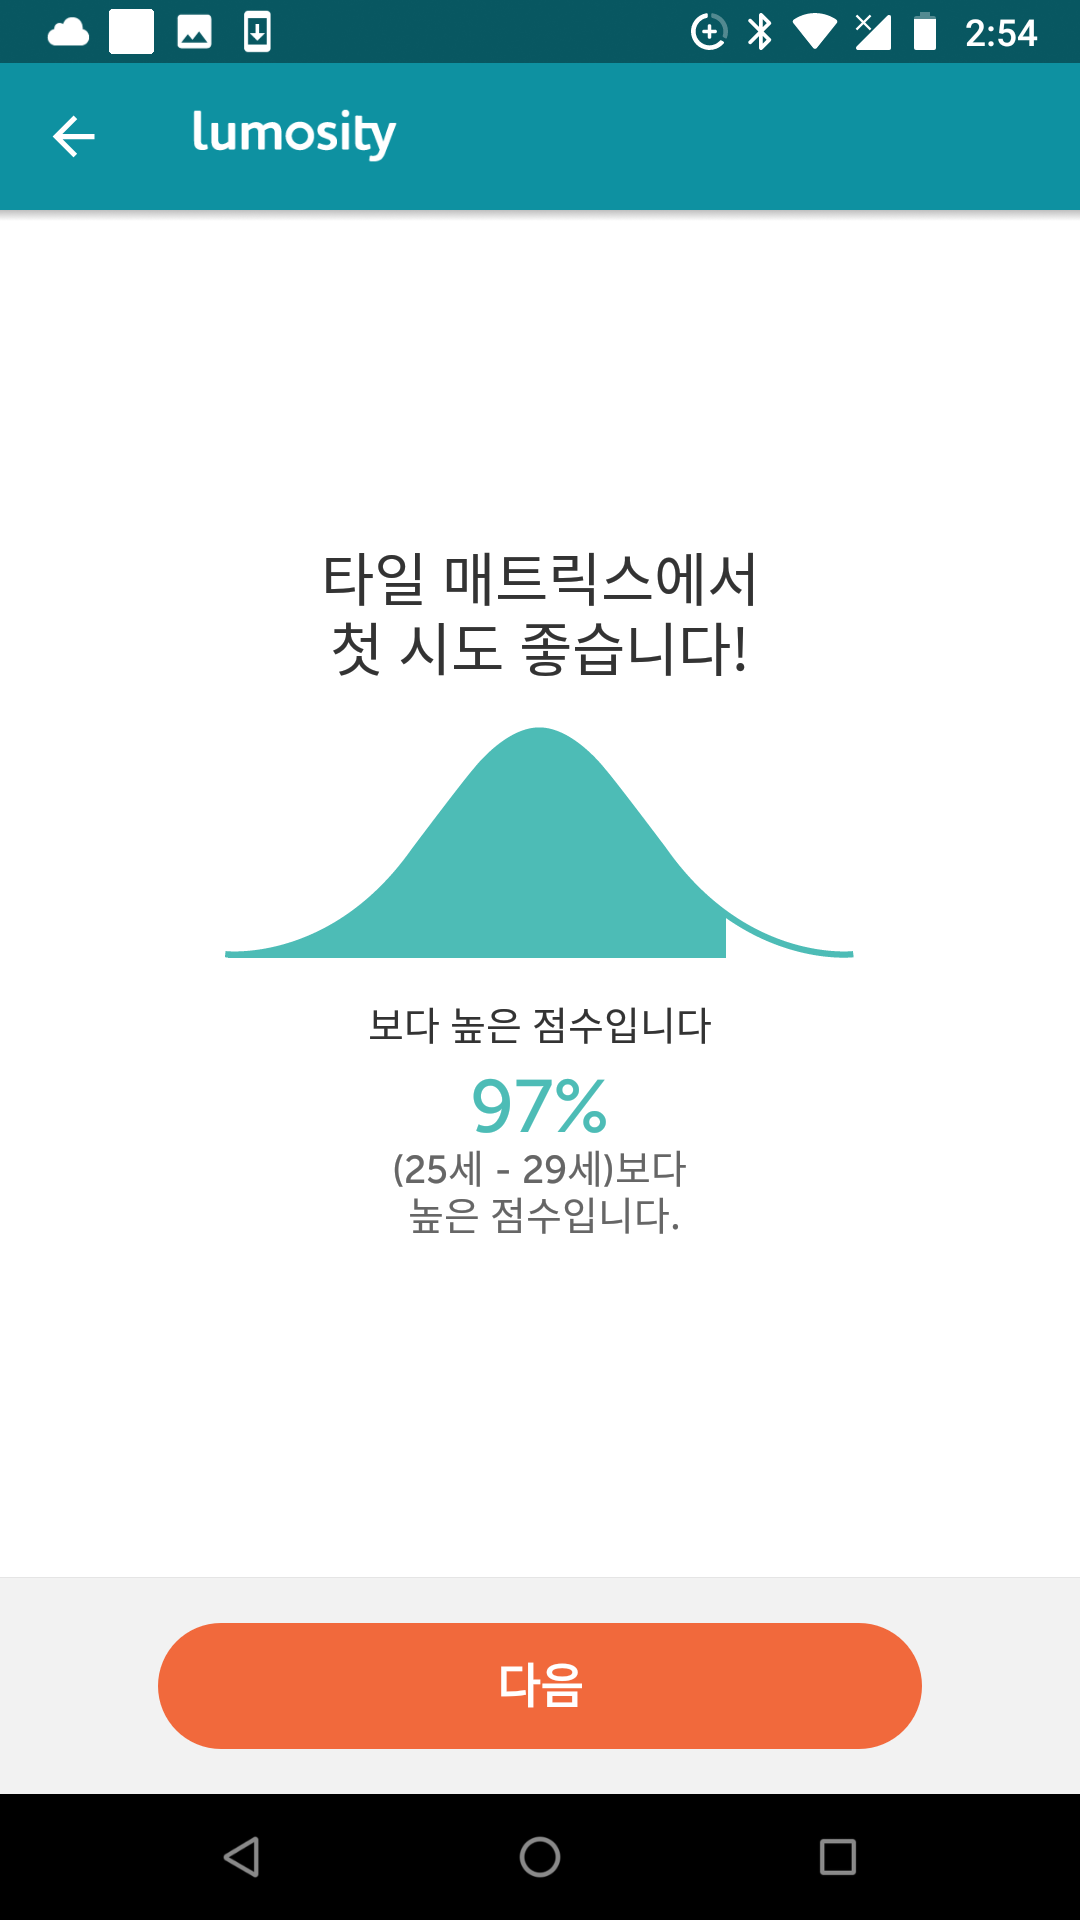 2:54
lumosity
타일 매트릭스에서
첫 시도 좋습니다!
보다 높은 점수입니다
97%
(25세 - 29세)보다
높은 점수입니다.
다음